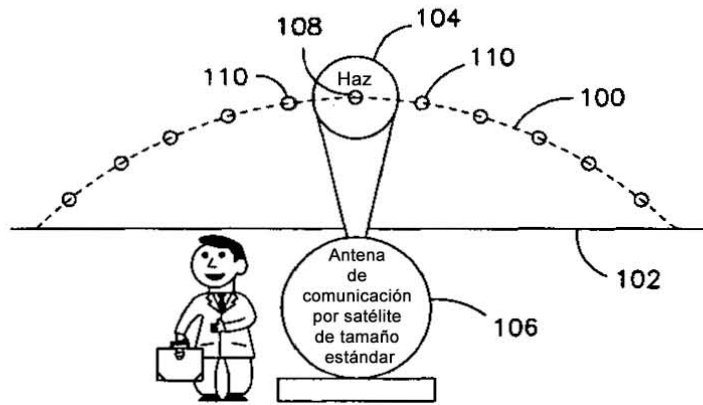 104
108
Haz
110
110
100
102
Antena
de
comunicación
por satélite
de tamaño
estándar
106